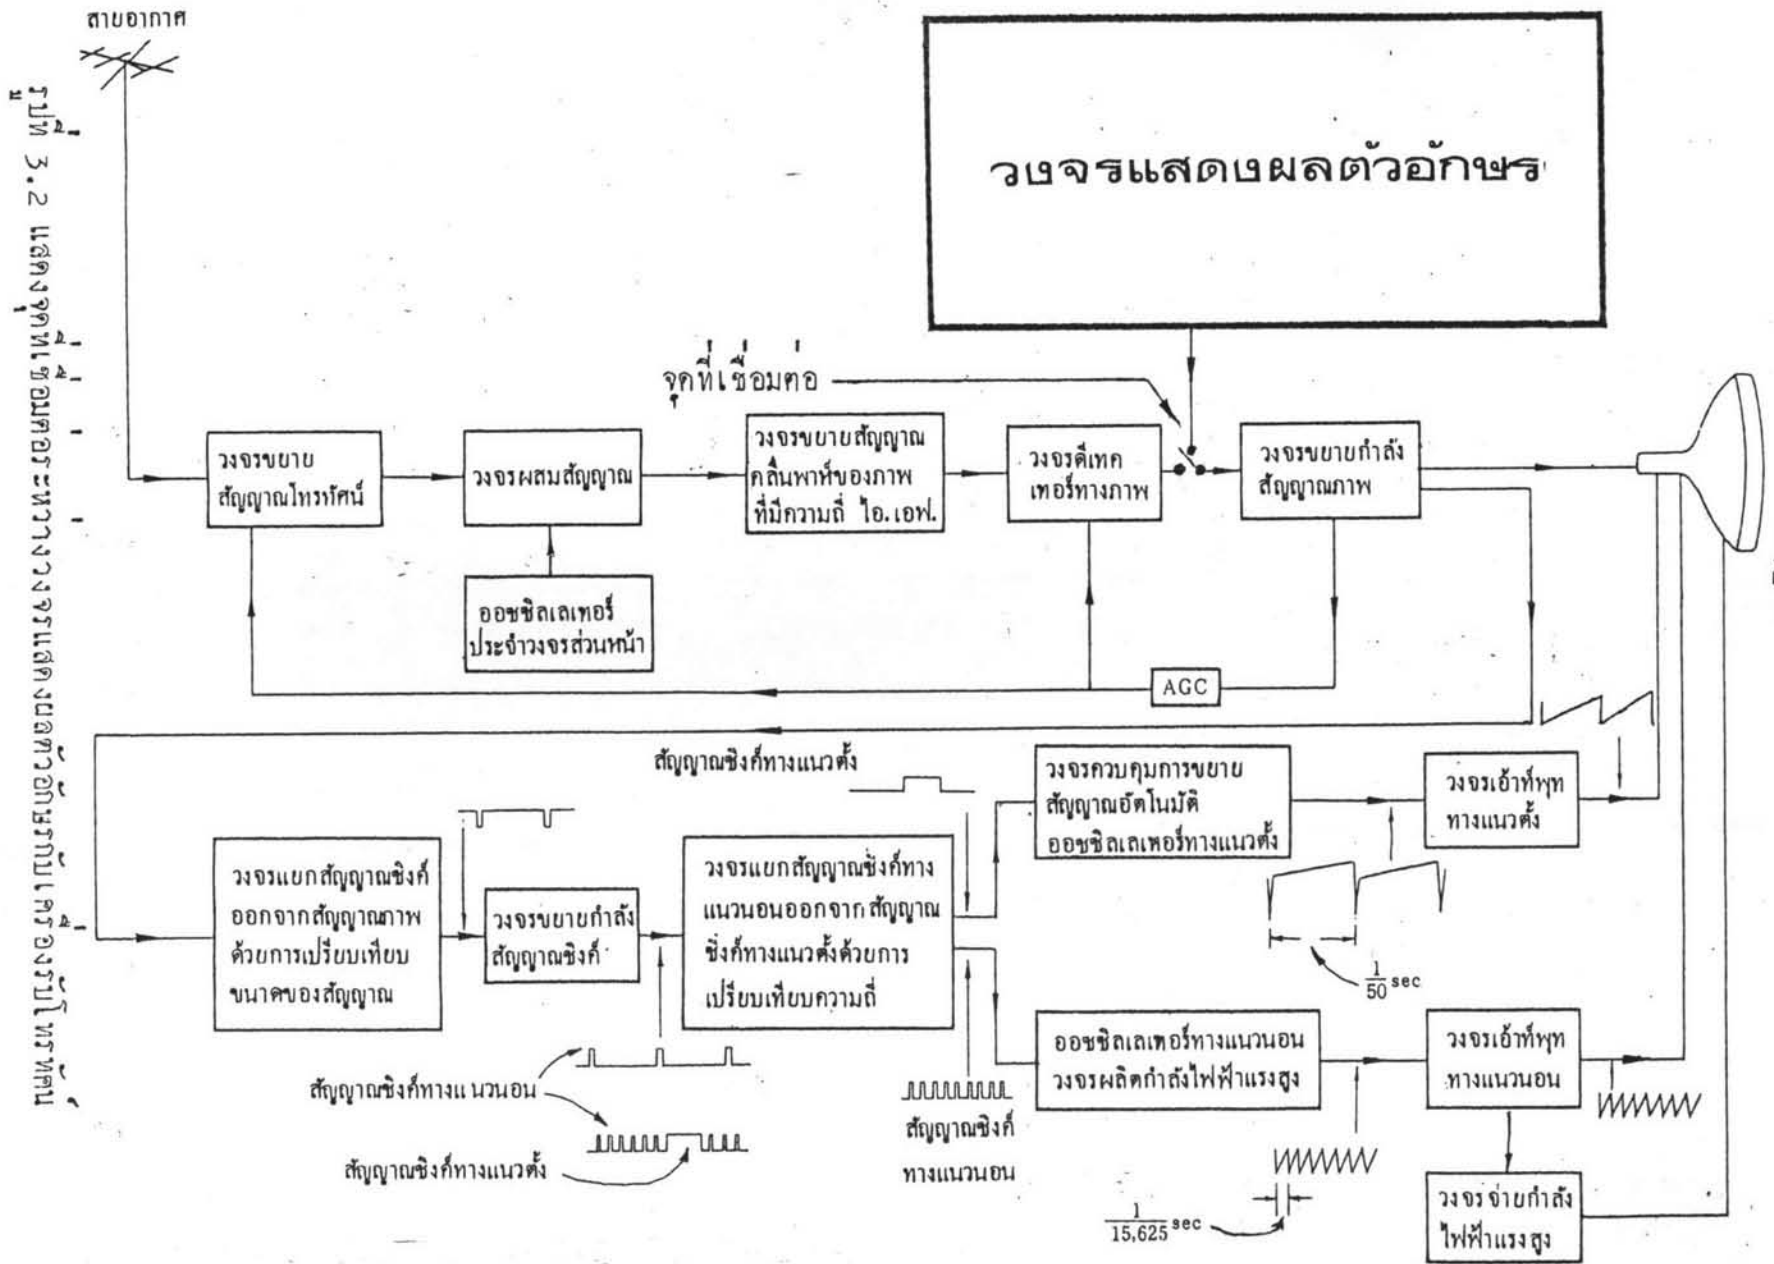 สายอากาศ
วงจรแสดงผลตัวอักษร
จุดที่เชื่อมต่อ
วงจรขยาย
สัญญาณโทรทัศน์
วงจรผสมสัญญาณ
วงจรขยายสัญญาณ
คลื่นพาห์ของภาพ
ที่มีความถี่ ไอ.เอฟ.
วงจรดีเทค
เทอร์ทางภาพ
วงจรขยายกำลัง
สัญญาณภาพ
ออซซิลเลเทอร์
ประจำวงจรส่วนหน้า
AGC
สัญญาณซิงค์ทางแนวตั้ง
วงจรควบคุมการขยาย
สัญญาณอัตโนมัติ
ออซซิลเลเทอร์ทางแนวตั้ง
วงจรเอ้าท์พุท
ทางแนวตั้ง
วงจรแยกสัญญาณซิงค์
ออกจากสัญญาณภาพ
ด้วยการเปรียบเทียบ
ขนาดของสัญญาณ
วงจรขยายกำลัง
สัญญาณซิงค์
วงจรแยกสัญญาณซิงค์ทาง
แนวนอนออกจากสัญญาณ
ซิงค์ทางแนวตั้งด้วยการ
เปรียบเทียบความถี่
1/50 sec
ออซซิลเลเทอร์ทางแนวนอน
วงจรผลิตกำลังไฟฟ้าแรงสูง
วงจรเอ้าท์พุท
ทางแนวนอน
สัญญาณซิงค์ทางแนวนอน
สัญญาณซิงค์ทางแนวตั้ง
สัญญาณซิงค์
ทางแนวนอน
1/15,625 sec
วงจรจ่ายกำลัง
ไฟฟ้าแรงสูง
รูปที่ 3.2 แสดงจุดที่เชื่อมต่อระหว่างวงจรแสดงผลตัวอักษรกับเครื่องรับโทรทัศน์